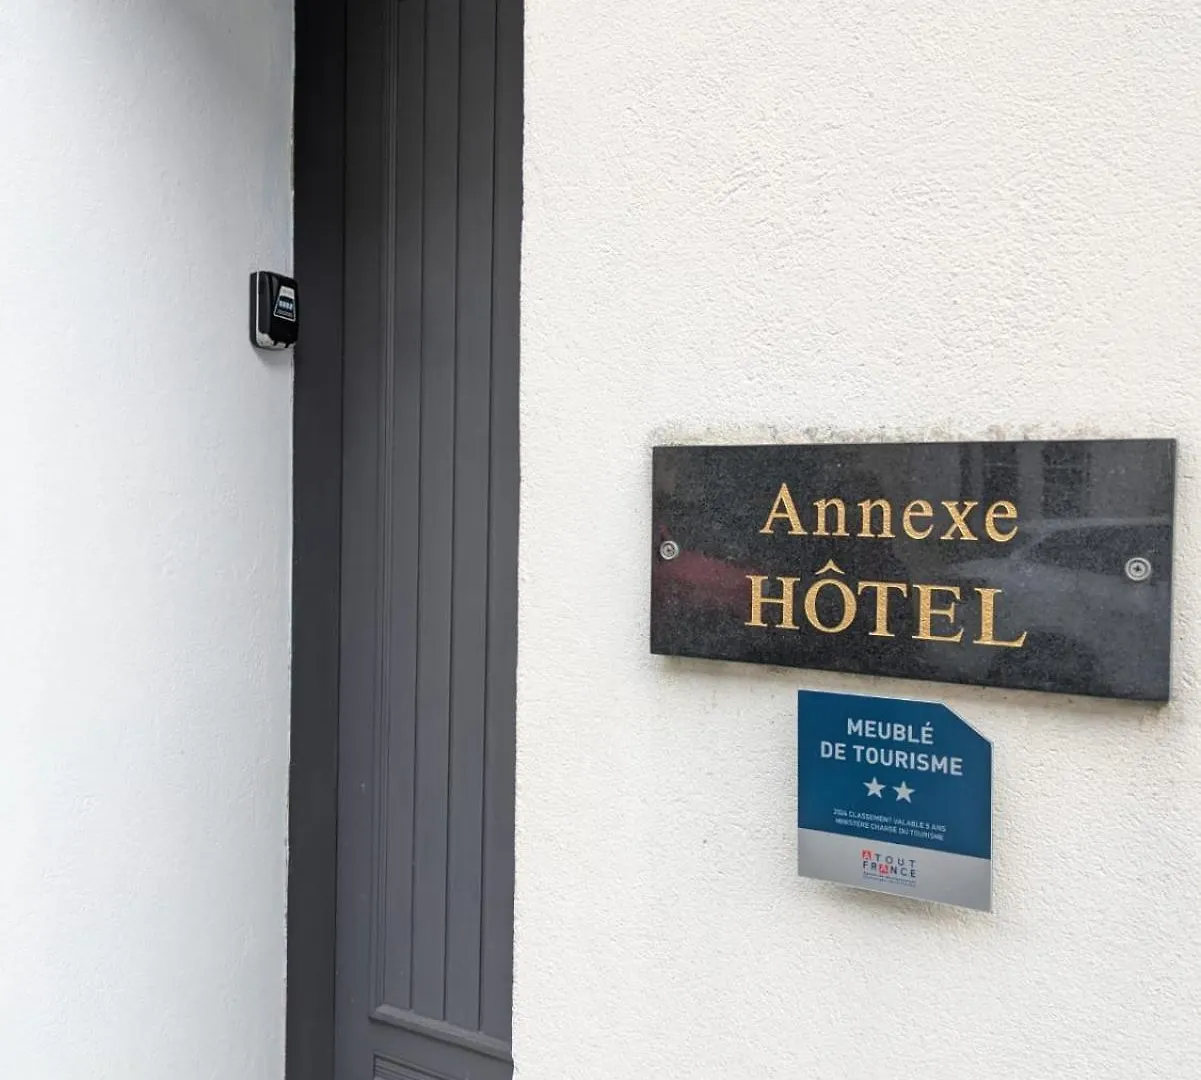 Annexe
HÔTEL
MEUBLÉ
DE TOURISME
CLASSEMENT VALABLE 5 ANS
MINISTÈRE CHARGÉ DU TOURISME
ATOUT
FRANCE